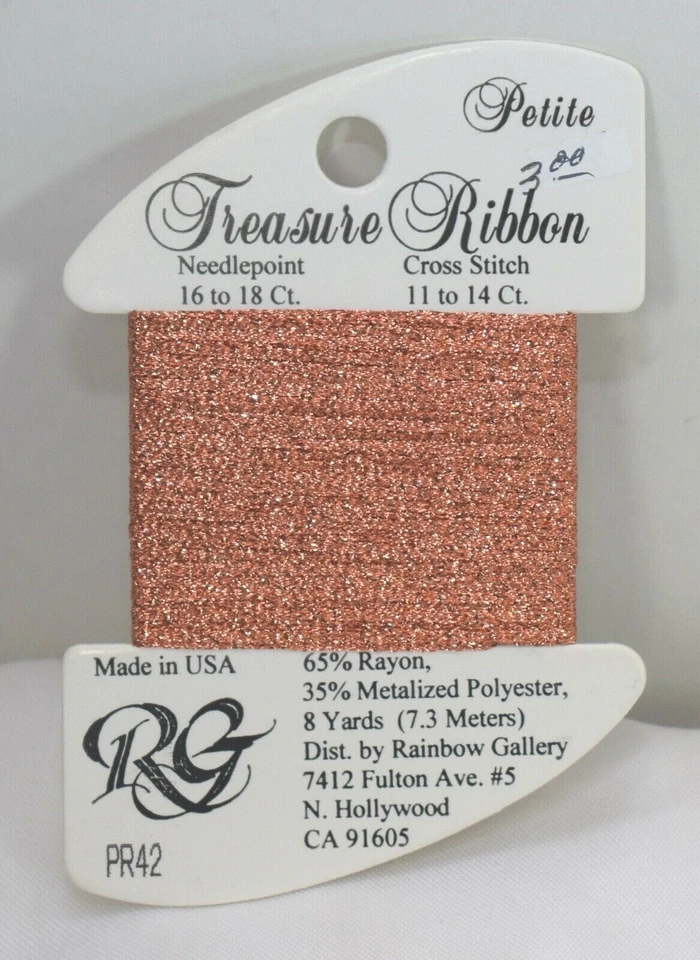 Petite
3.00
Treasure Ribbon
Needlepoint Cross Stitch
16 to 18 Ct. 11 to 14 Ct.
Made in USA
RG
PR42
65% Rayon,
35% Metalized Polyester,
8 Yards (7.3 Meters)
Dist. by Rainbow Gallery
7412 Fulton Ave. #5
N. Hollywood
CA 91605